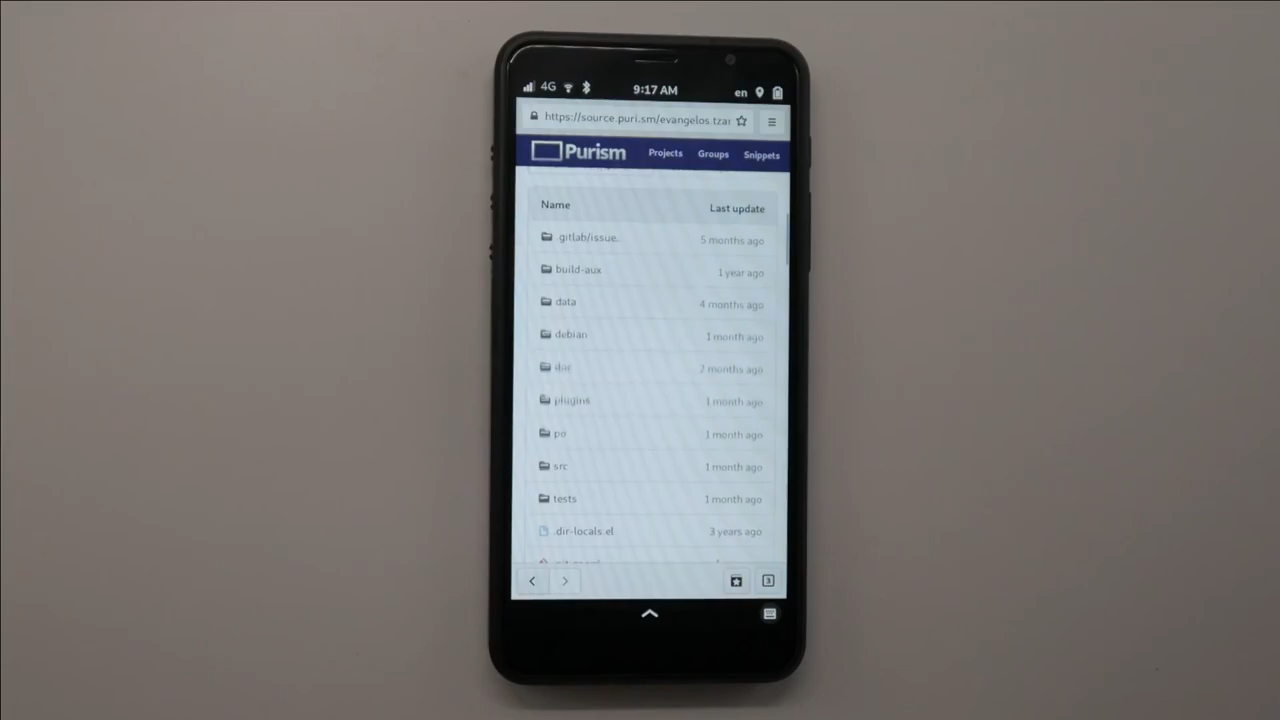 4G 9:17 AM en
https://source.puri.sm/evangelos.tzar
Purism Projects Groups Snippets
Name Last update
.gitlab/issue. 5 months ago
build-aux 1 year ago
data 4 months ago
debian 1 month ago
2 months ago
plugins 1 month ago
po 1 month ago
src 1 month ago
tests 1 month ago
.dir-locals.el 3 years ago
3